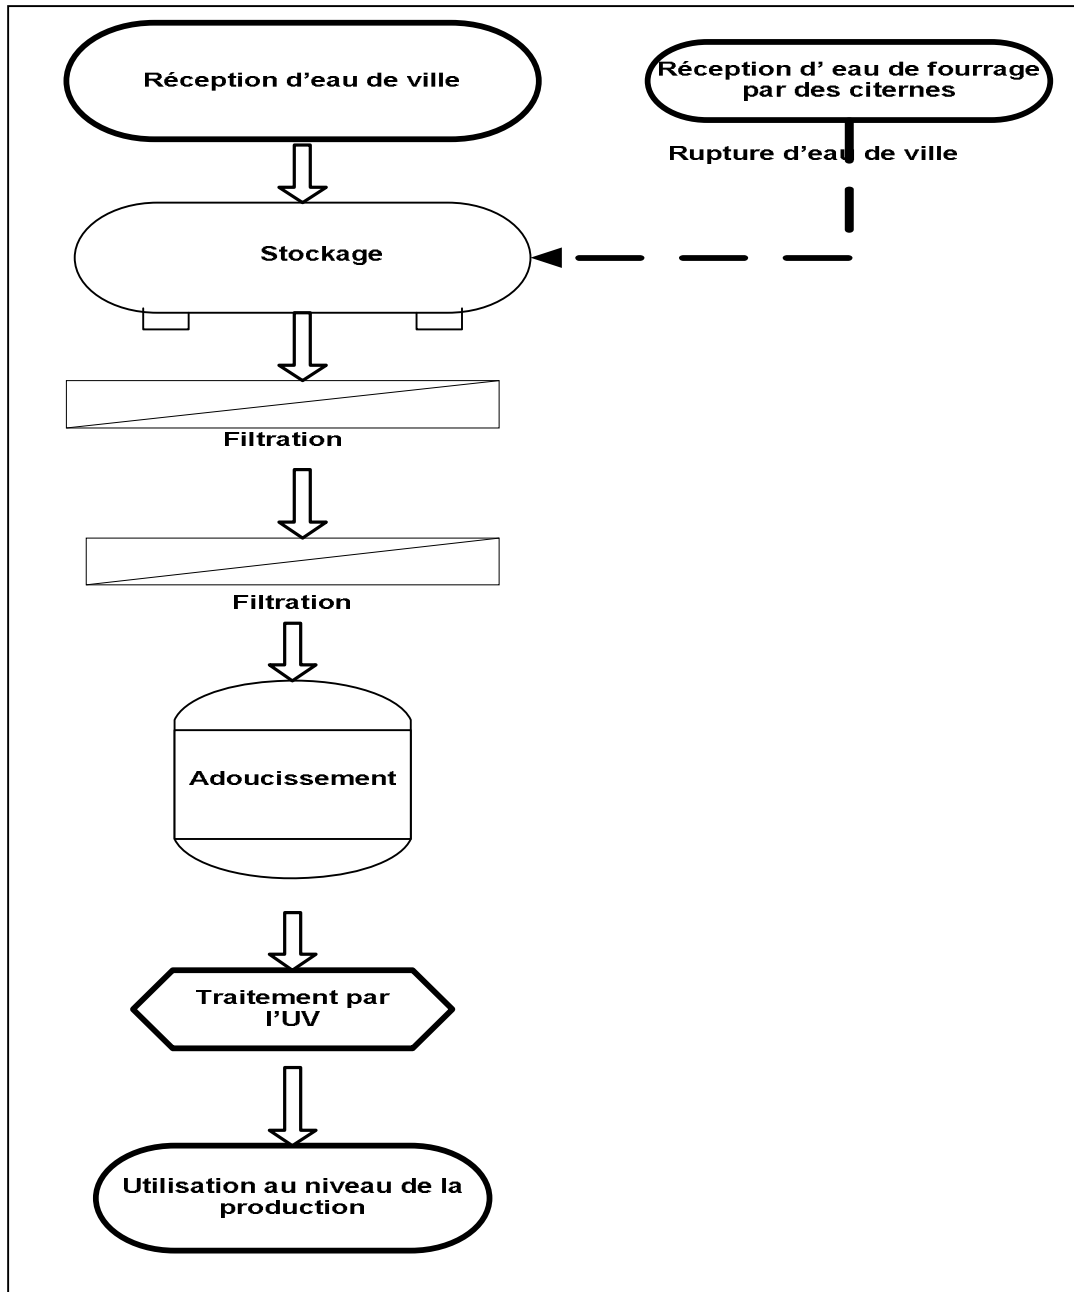 Réception d'eau de ville
Réception d' eau de fourrage
par des citernes
Rupture d'eau de ville
Stockage
Filtration
Filtration
Adoucissement
Traitement par
l'UV
Utilisation au niveau de la
production